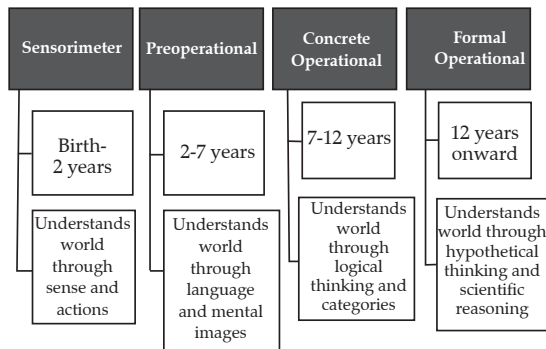 Sensorimeter
Birth-
2 years
Understands
world
through
sense and
actions
Preoperational
2-7 years
Understands
world
through
language
and mental
images
Concrete
Operational
7-12 years
Understands
world
through
logical
thinking and
categories
Formal
Operational
12 years
onward
Understands
world through
hypothetical
thinking and
scientific
reasoning